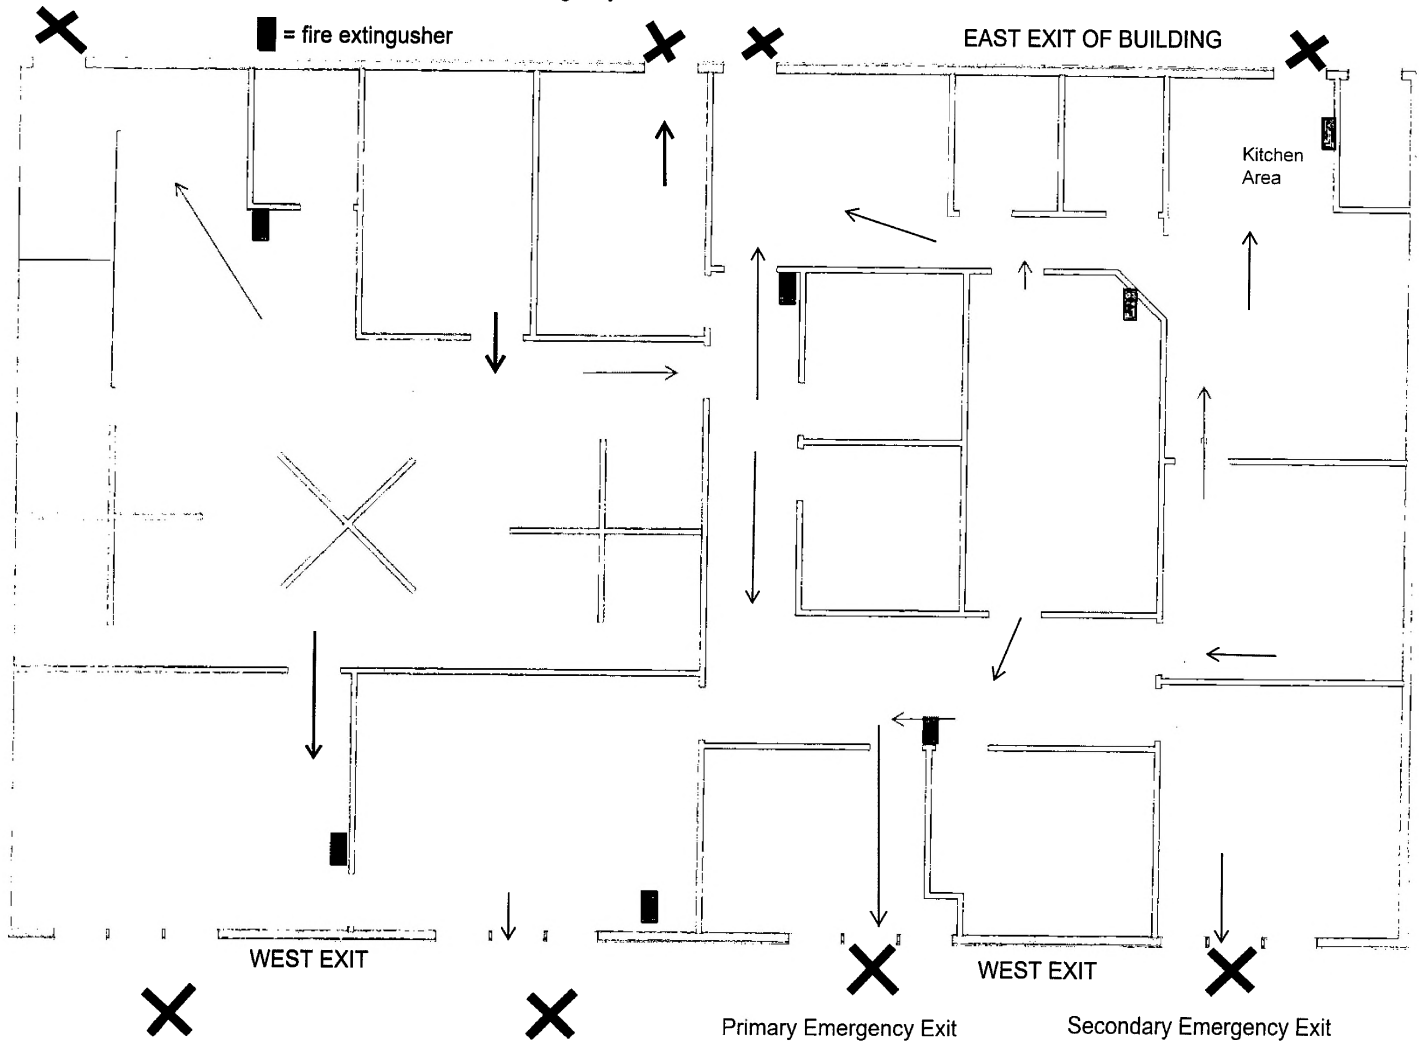 = fire extingusher
EAST EXIT OF BUILDING
Kitchen
Area
WEST EXIT
WEST EXIT
Primary Emergency Exit
Secondary Emergency Exit